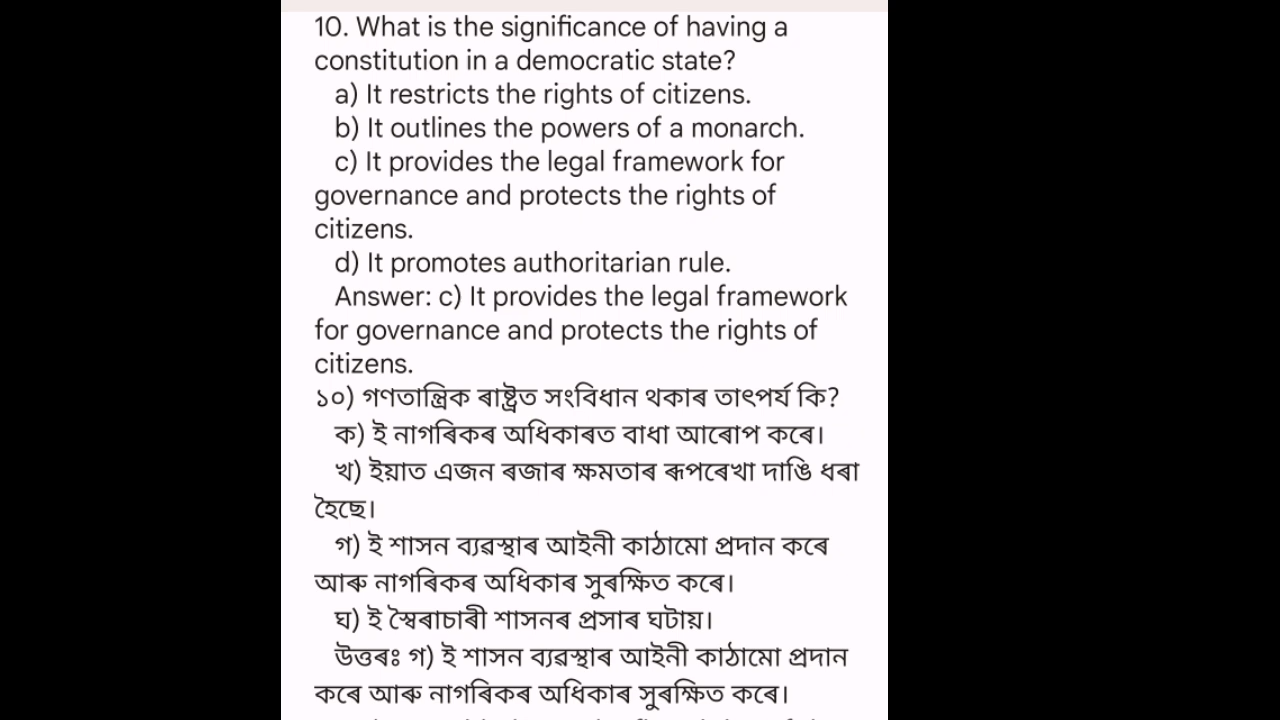 10. What is the significance of having a
constitution in a democratic state?
a) It restricts the rights of citizens.
b) It outlines the powers of a monarch.
c) It provides the legal framework for
governance and protects the rights of
citizens.
d) It promotes authoritarian rule.
Answer: c) It provides the legal framework
for governance and protects the rights of
citizens.
১০) গণতান্ত্ৰিক ৰাষ্ট্ৰত সংবিধান থকাৰ তাৎপৰ্য কি?
ক) ই নাগৰিকৰ অধিকাৰত বাধা আৰোপ কৰে।
খ) ইয়াত এজন ৰজাৰ ক্ষমতাৰ ৰূপৰেখা দাঙি ধৰা
হৈছে।
গ) ই শাসন ব্যৱস্থাৰ আইনী কাঠামো প্ৰদান কৰে
আৰু নাগৰিকৰ অধিকাৰ সুৰক্ষিত কৰে।
ঘ) ই স্বৈৰাচাৰী শাসনৰ প্ৰসাৰ ঘটায়।
উত্তৰঃ গ) ই শাসন ব্যৱস্থাৰ আইনী কাঠামো প্ৰদান
কৰে আৰু নাগৰিকৰ অধিকাৰ সুৰক্ষিত কৰে।